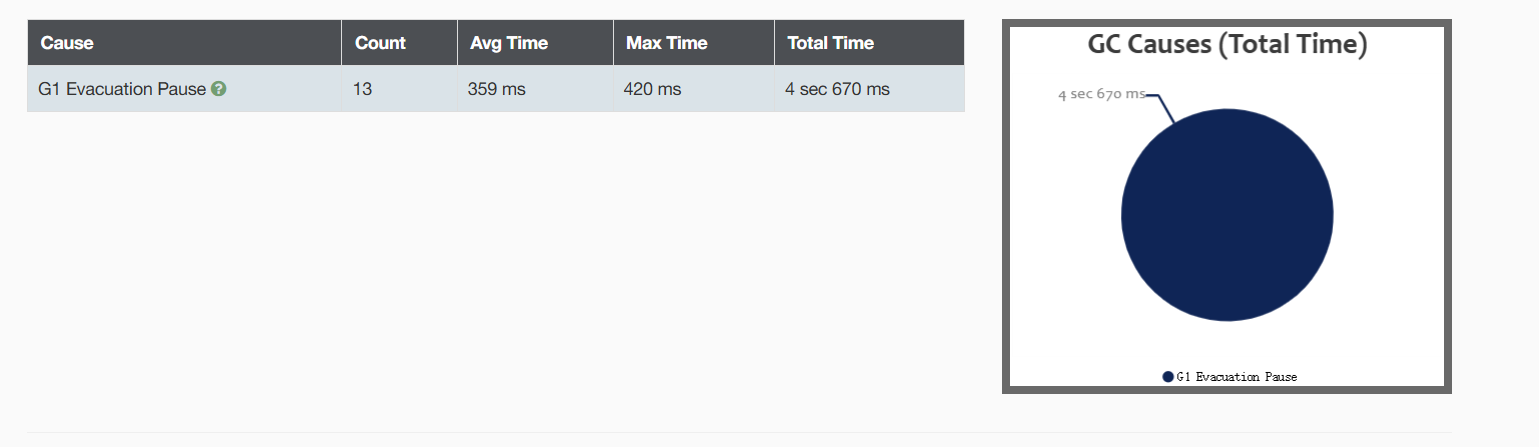 Cause Count Avg Time Max Time Total Time
G1 Evacuation Pause ? 13 359 ms 420 ms 4 sec 670 ms
GC Causes (Total Time)
4 sec 670 ms
G1 Evacuation Pause